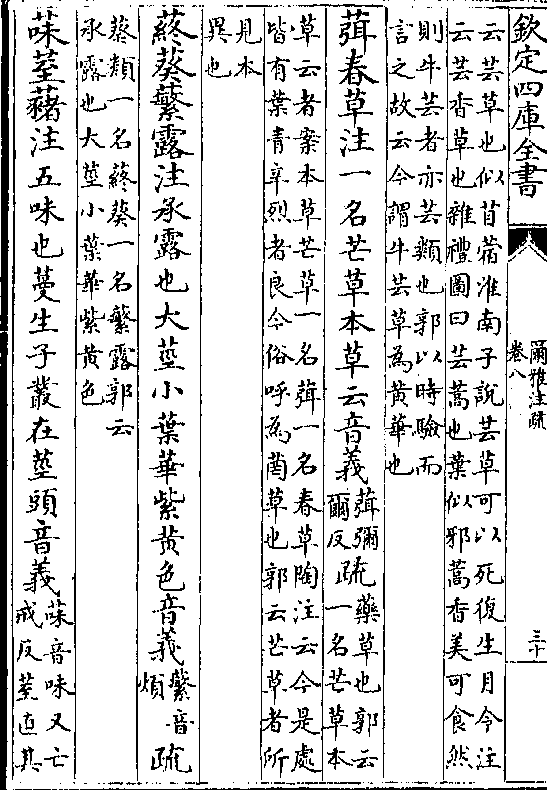 欽定四庫全書
爾雅注疏
卷八
三十
云芸草也似苜蓿淮南子說芸草可以死復生月令注
云芸香草也雜禮圖曰芸蒿也葉似邪蒿香美可食然
則牛芸者亦芸類也郭以時驗而
言之故云今謂牛芸草為黄華也
葞春草注一名芒草本草云音義葞彌
爾反疏藥草也郭云
一名芒草本
草云者案本草芒草一名葞一名春草陶注云今是處
皆有葉青辛烈者良今俗呼為䒽草也郭云芒草者所
見本
異也
蔠葵蘩露注承露也大莖小葉華紫黄色音義蘩音
煩疏
葵類一名蔠葵一名蘩露郭云
承露也大莖小葉華紫黄色
菋荎藸注五味也蔓生子叢在莖頭音義菋音味又亡
戒反荎直其